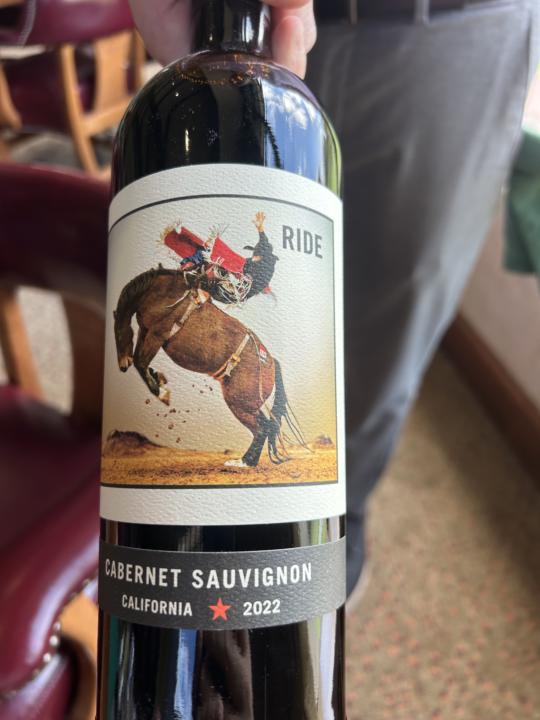 RIDE
CABERNET SAUVIGNON
CALIFORNIA ★ 2022